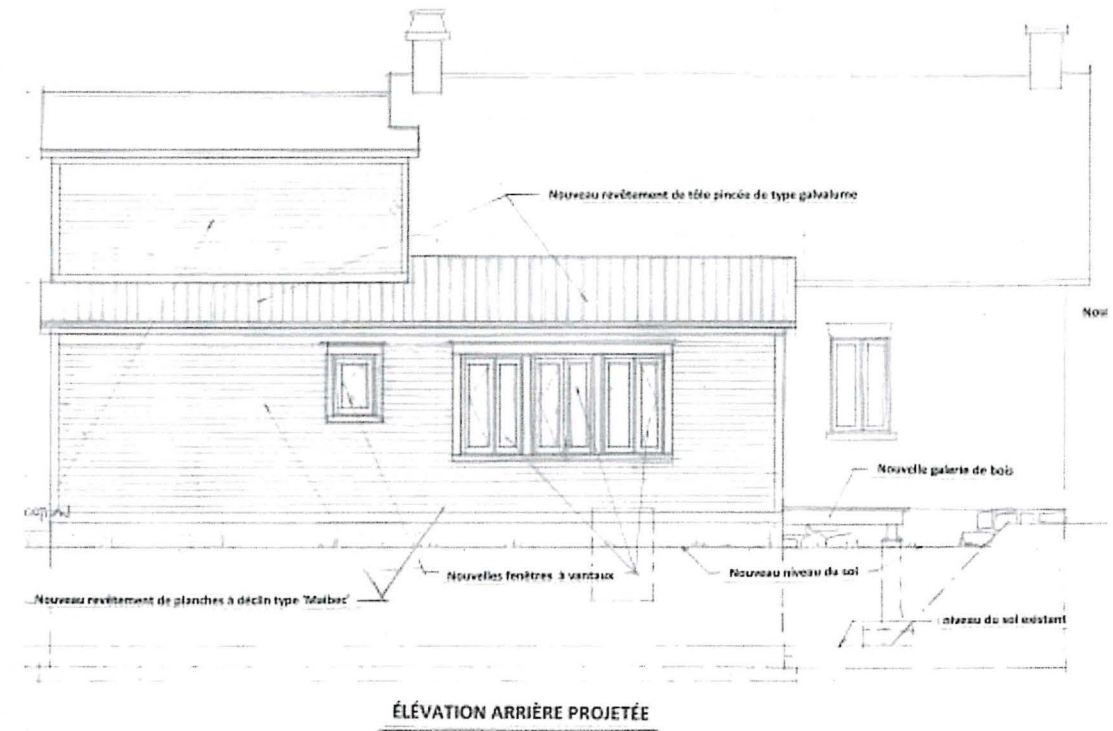 Nouveau revêtement de tôle pincée de type galvalume
Nouvelle galerie de bois
Nouvelles fenêtres à vantaux
Nouveau niveau du sol
Nouveau revêtement de planches à déclin type 'Maibec'
niveau du sol existant
ÉLÉVATION ARRIÈRE PROJETÉE